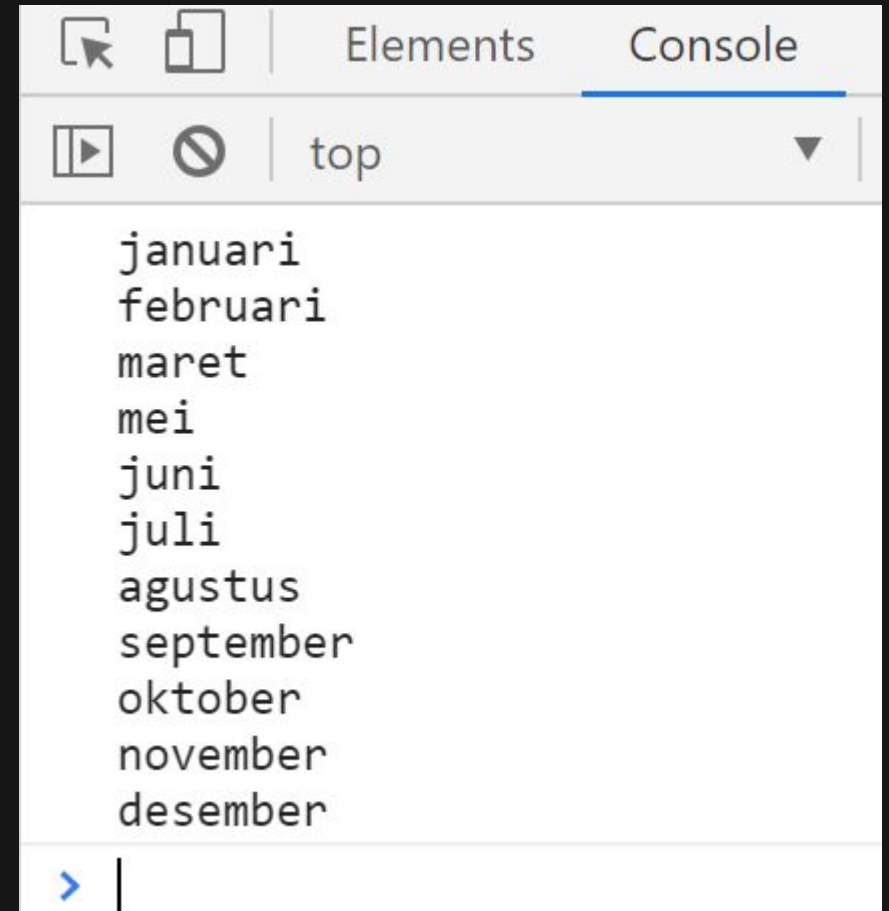 Elements Console
top
januari
februari
maret
mei
juni
juli
agustus
september
oktober
november
desember